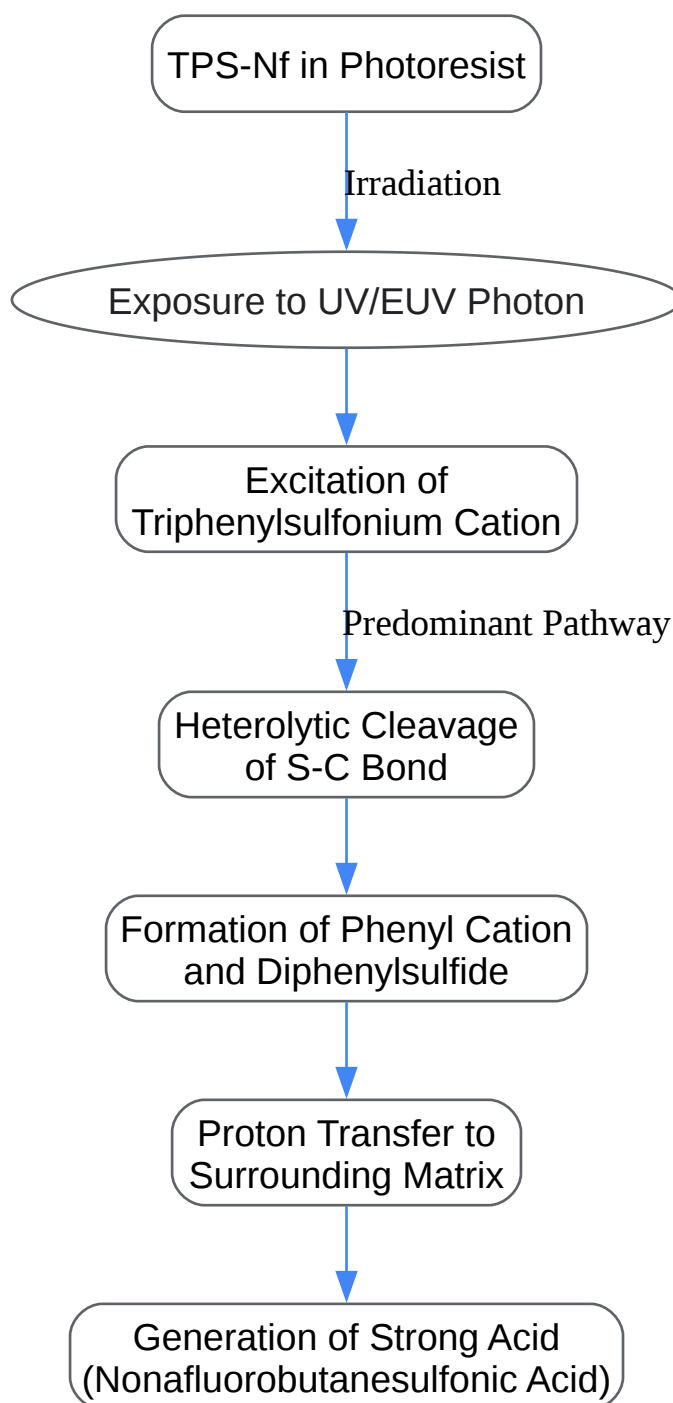 TPS-Nf in Photoresist
Irradiation
Exposure to UV/EUV Photon
Excitation of
Triphenylsulfonium Cation
Predominant Pathway
Heterolytic Cleavage
of S-C Bond
Formation of Phenyl Cation
and Diphenylsulfide
Proton Transfer to
Surrounding Matrix
Generation of Strong Acid
(Nonafluorobutanesulfonic Acid)